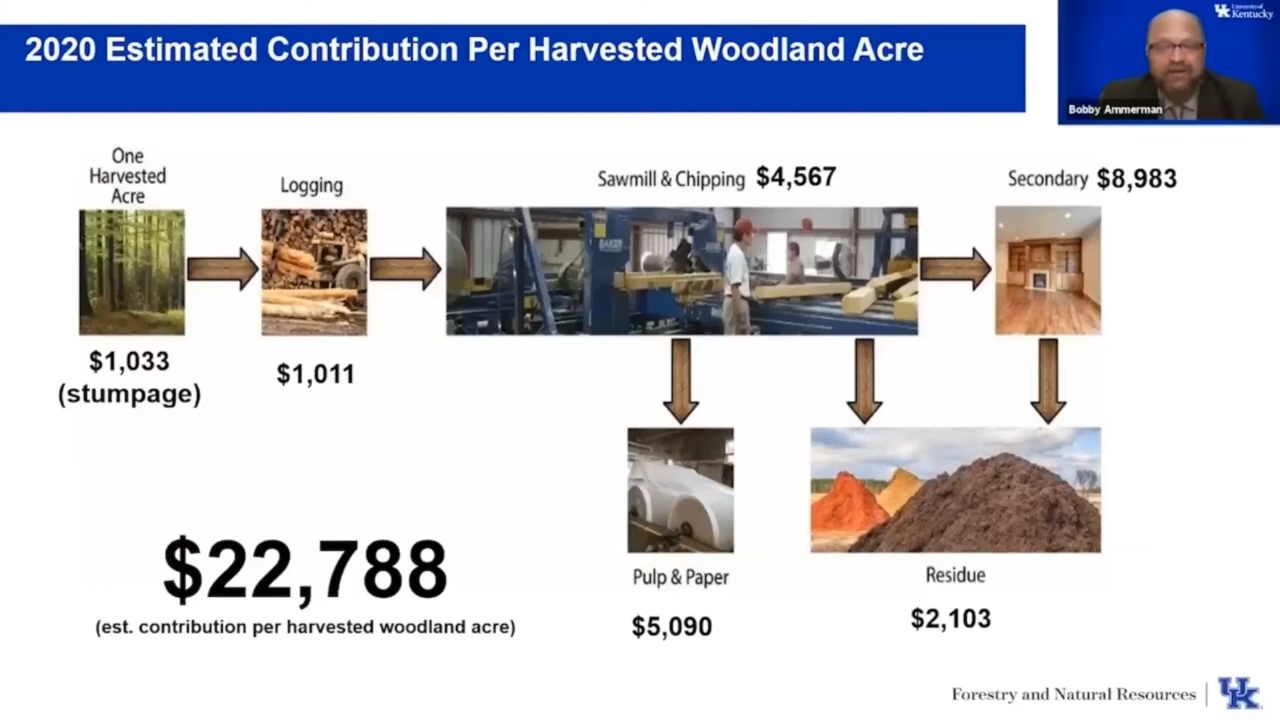 2020 Estimated Contribution Per Harvested Woodland Acre
University of
Kentucky
Bobby Ammerman
One
Harvested
Acre
Logging
Sawmill & Chipping $4,567
Secondary $8,983
BAKER
$1,033
(stumpage)
$1,011
$22,788
(est. contribution per harvested woodland acre)
Pulp & Paper
$5,090
Residue
$2,103
Forestry and Natural Resources
UK